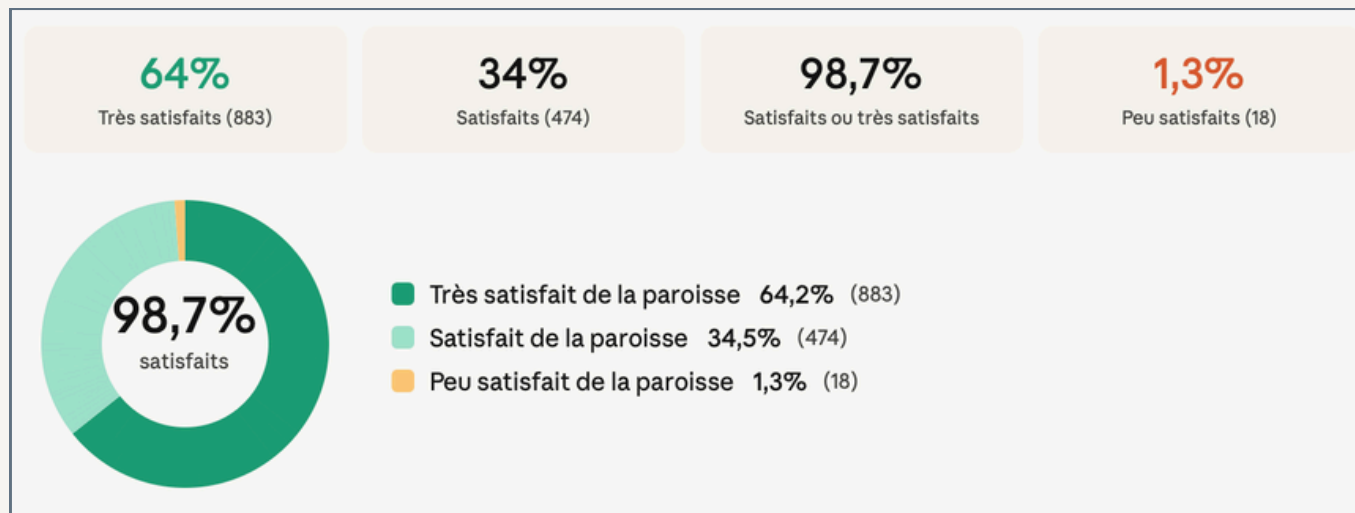 64%
Très satisfaits (883)
34%
Satisfaits (474)
98,7%
Satisfaits ou très satisfaits
1,3%
Peu satisfaits (18)
98,7%
satisfaits
Très satisfait de la paroisse 64,2% (883)
Satisfait de la paroisse 34,5% (474)
Peu satisfait de la paroisse 1,3% (18)